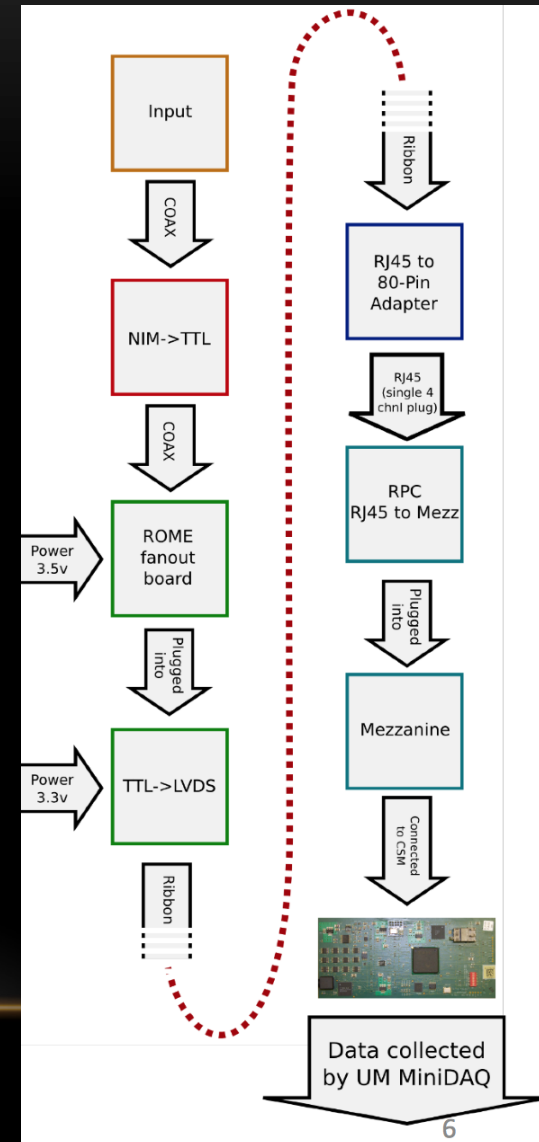 Input
COAX
NIM->TTL
COAX
Power
3.5v
ROME
fanout
board
Plugged
into
Power
3.3v
TTL->LVDS
Ribbon
Ribbon
RJ45 to
80-Pin
Adapter
RJ45
(single 4
chnl plug)
RPC
RJ45 to Mezz
Plugged
into
Mezzanine
Connected
to CSM
Data collected
by UM MiniDAQ
6